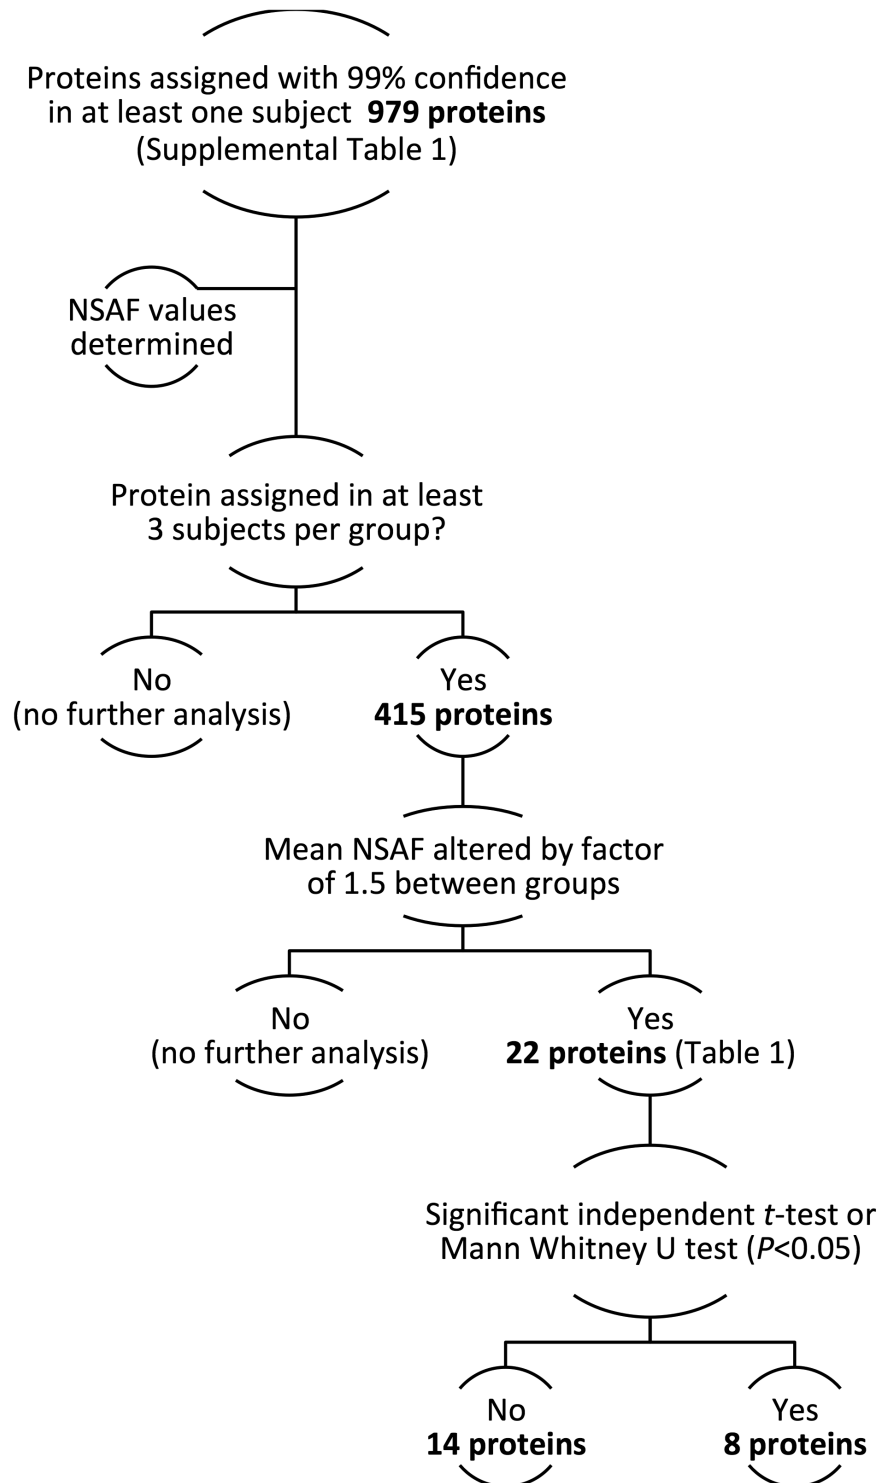 Proteins assigned with 99% confidence
in at least one subject 979 proteins
(Supplemental Table 1)
NSAF values
determined
Protein assigned in at least
3 subjects per group?
No
(no further analysis)
Yes
415 proteins
Mean NSAF altered by factor
of 1.5 between groups
No
(no further analysis)
Yes
22 proteins (Table 1)
Significant independent t-test or
Mann Whitney U test (P<0.05)
No
14 proteins
Yes
8 proteins